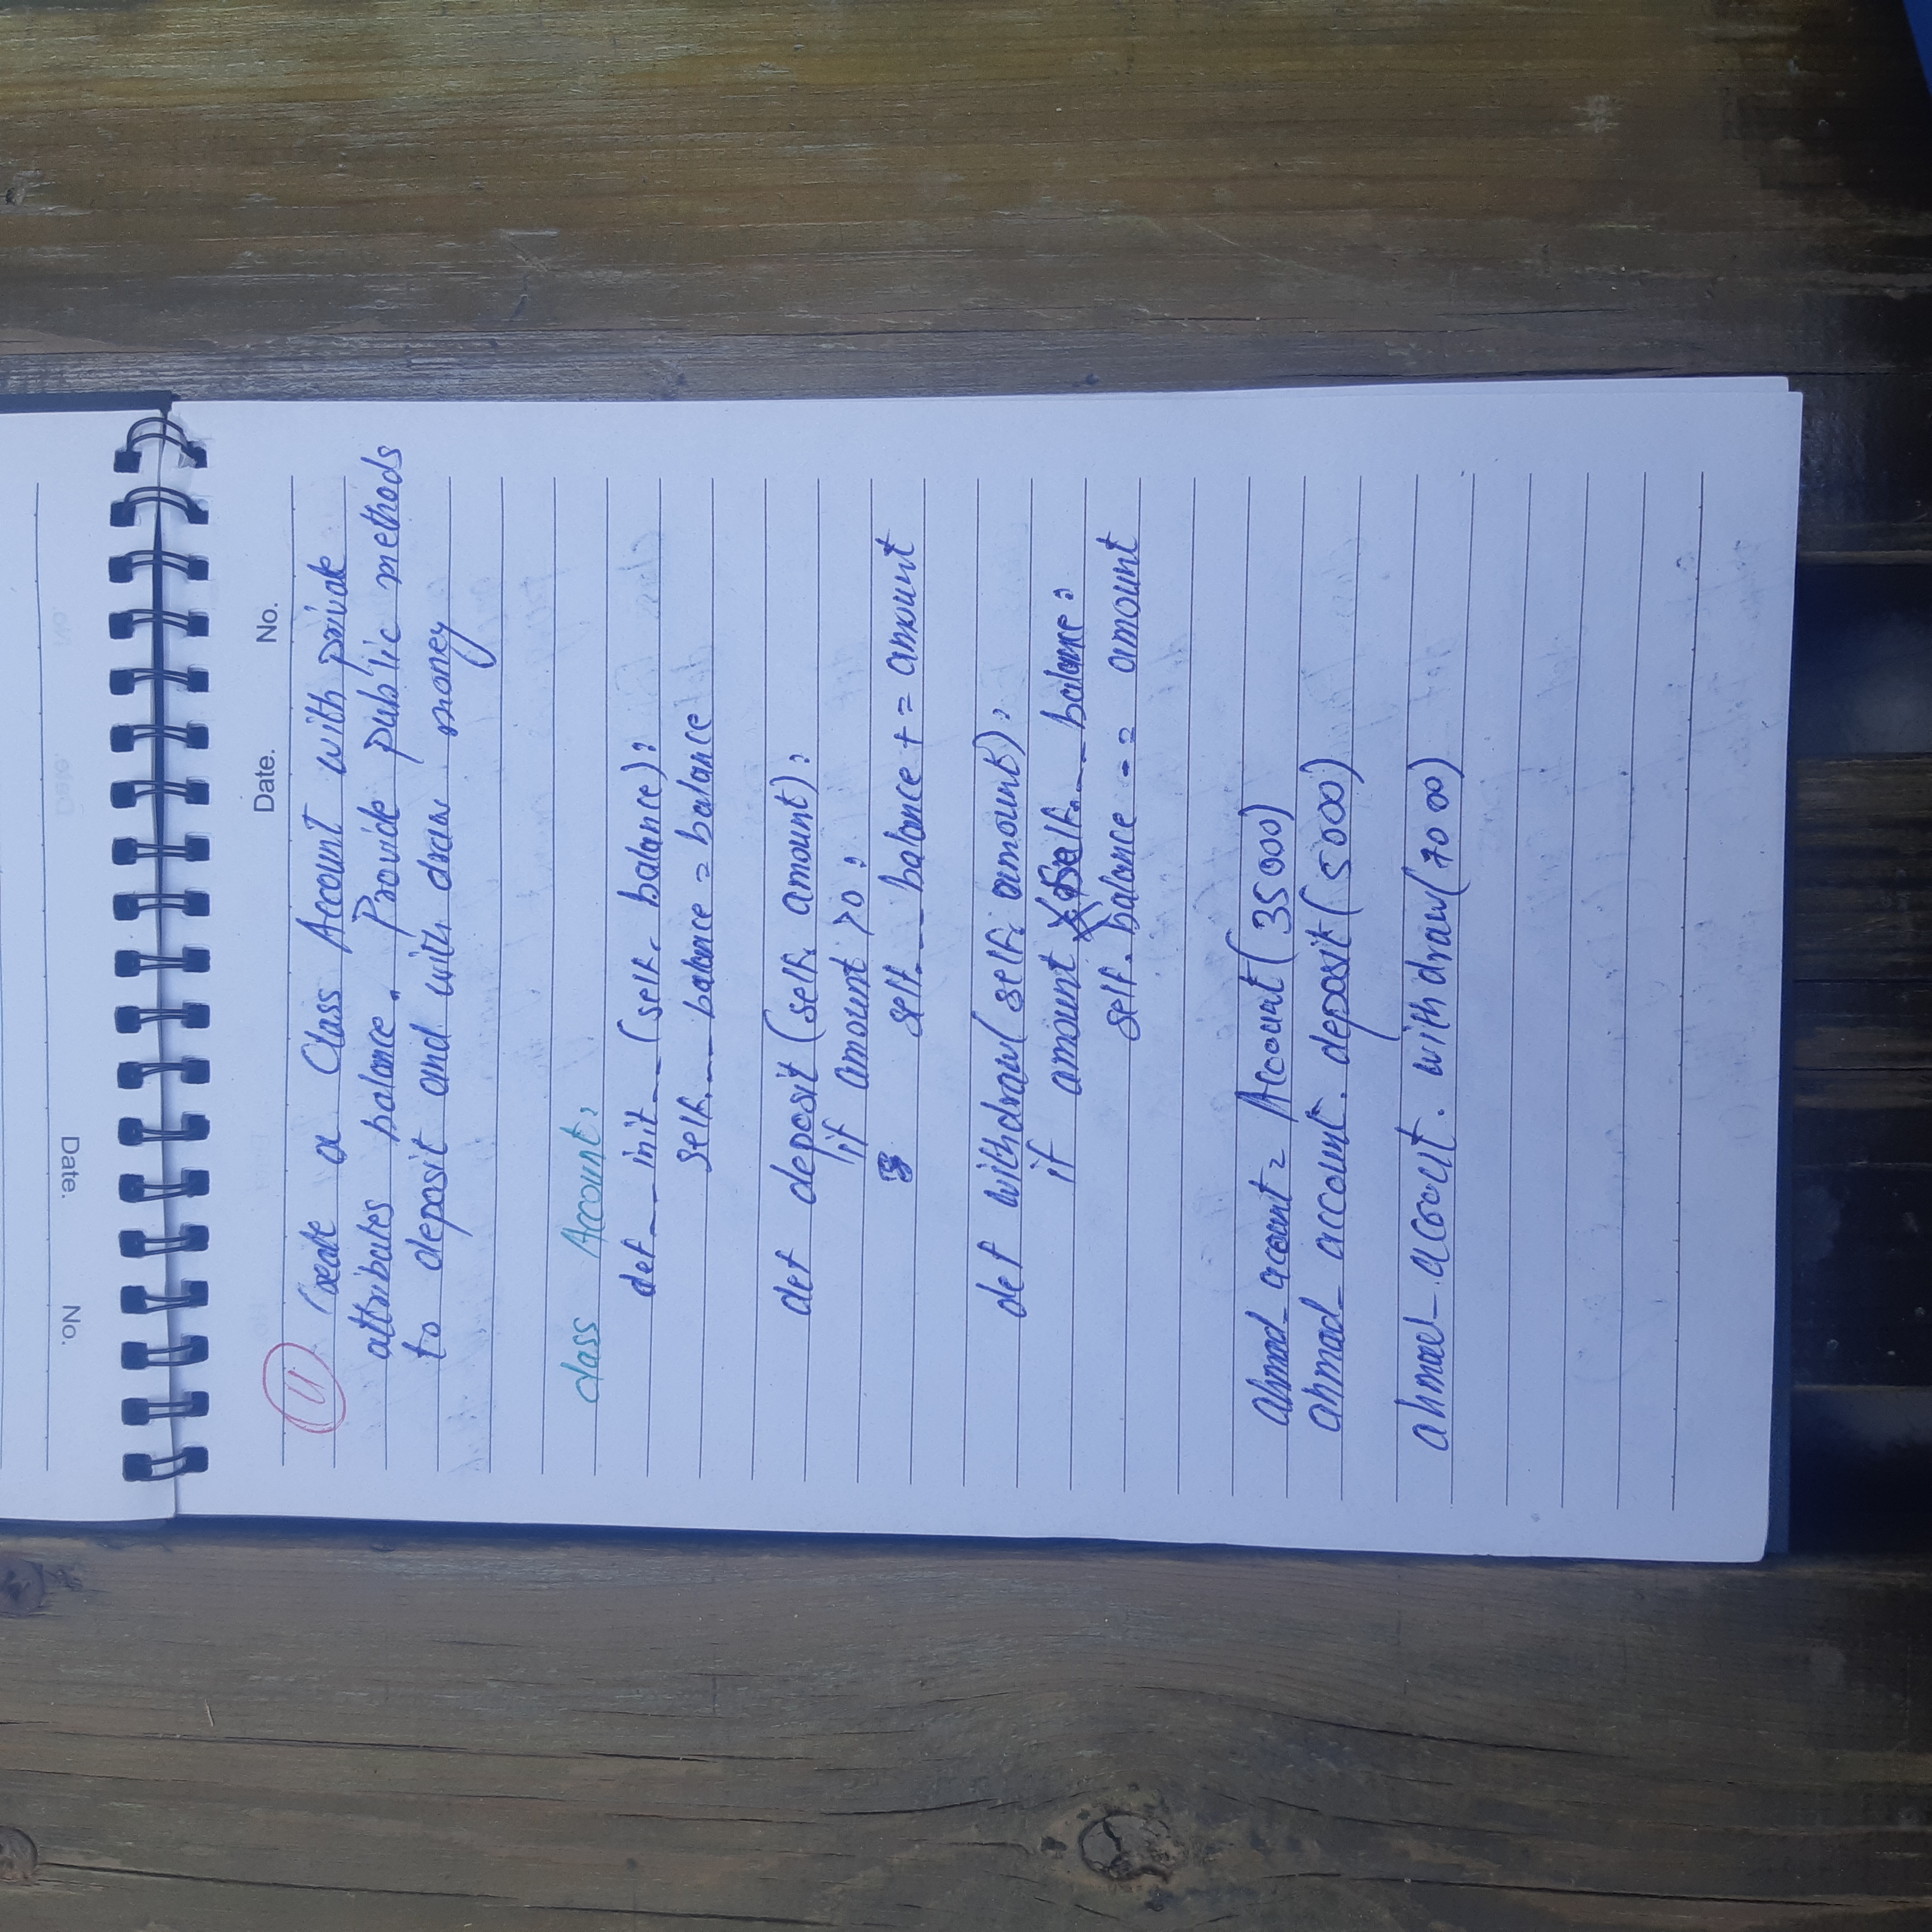 No. Date.
Date. No.
11 Create a Class Account with private
attributes balance. Provide public methods
to deposit and with draw money
class Account:
def __init__(self, balance):
self.__balance = balance
def deposit (self, amount):
if amount >0:
self.__balance += amount
def withdraw(self, amount):
if amount self.__balance:
self.balance -= amount
ahmad_account = Account(35000)
ahmad_account.deposit(5000)
ahmad_account.withdraw(7000)